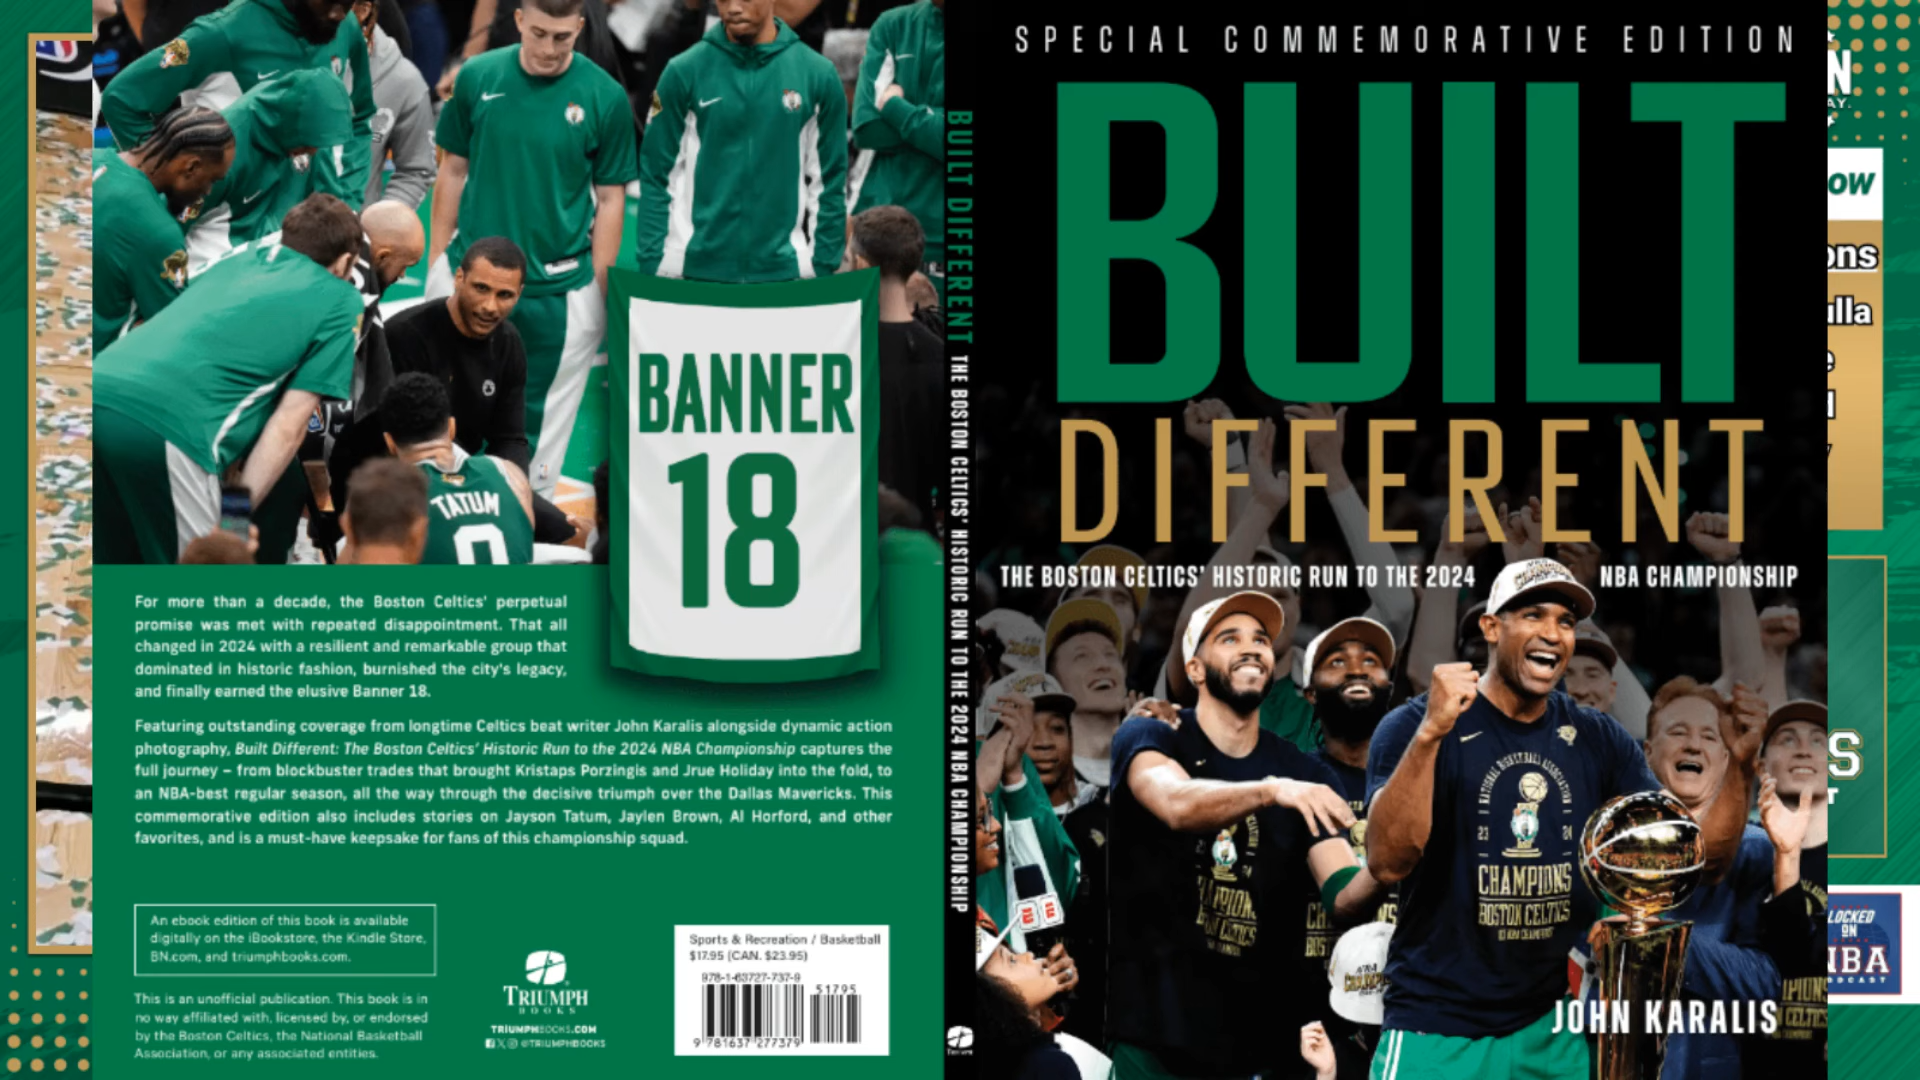 BANNER
18
TATUM
0
For more than a decade, the Boston Celtics' perpetual
promise was met with repeated disappointment. That all
changed in 2024 with a resilient and remarkable group that
dominated in historic fashion, burnished the city's legacy,
and finally earned the elusive Banner 18.
Featuring outstanding coverage from longtime Celtics beat writer John Karalis alongside dynamic action
photography, Built Different: The Boston Celtics' Historic Run to the 2024 NBA Championship captures the
full journey – from blockbuster trades that brought Kristaps Porzingis and Jrue Holiday into the fold, to
an NBA-best regular season, all the way through the decisive triumph over the Dallas Mavericks. This
commemorative edition also includes stories on Jayson Tatum, Jaylen Brown, Al Horford, and other
favorites, and is a must-have keepsake for fans of this championship squad.
An ebook edition of this book is available
digitally on the iBookstore, the Kindle Store,
BN.com, and triumphbooks.com.
This is an unofficial publication. This book is in
no way affiliated with, licensed by, or endorsed
by the Boston Celtics, the National Basketball
Association, or any associated entities.
TRIUMPH
BOOKS
TRIUMPHBOOKS.COM
@TRIUMPHBOOKS
Sports & Recreation / Basketball
$17.95 (CAN. $23.95)
978-1-63727-737-9
51795
9 781637 277379
BUILT DIFFERENT THE BOSTON CELTICS' HISTORIC RUN TO THE 2024 NBA CHAMPIONSHIP
SPECIAL COMMEMORATIVE EDITION
BUILT
DIFFERENT
THE BOSTON CELTICS' HISTORIC RUN TO THE 2024 NBA CHAMPIONSHIP
NATIONAL BASKETBALL ASSOCIATION
23 24
CHAMPIONS
BOSTON CELTICS
JOHN KARALIS
LOCKED
ON
NBA
PODCAST